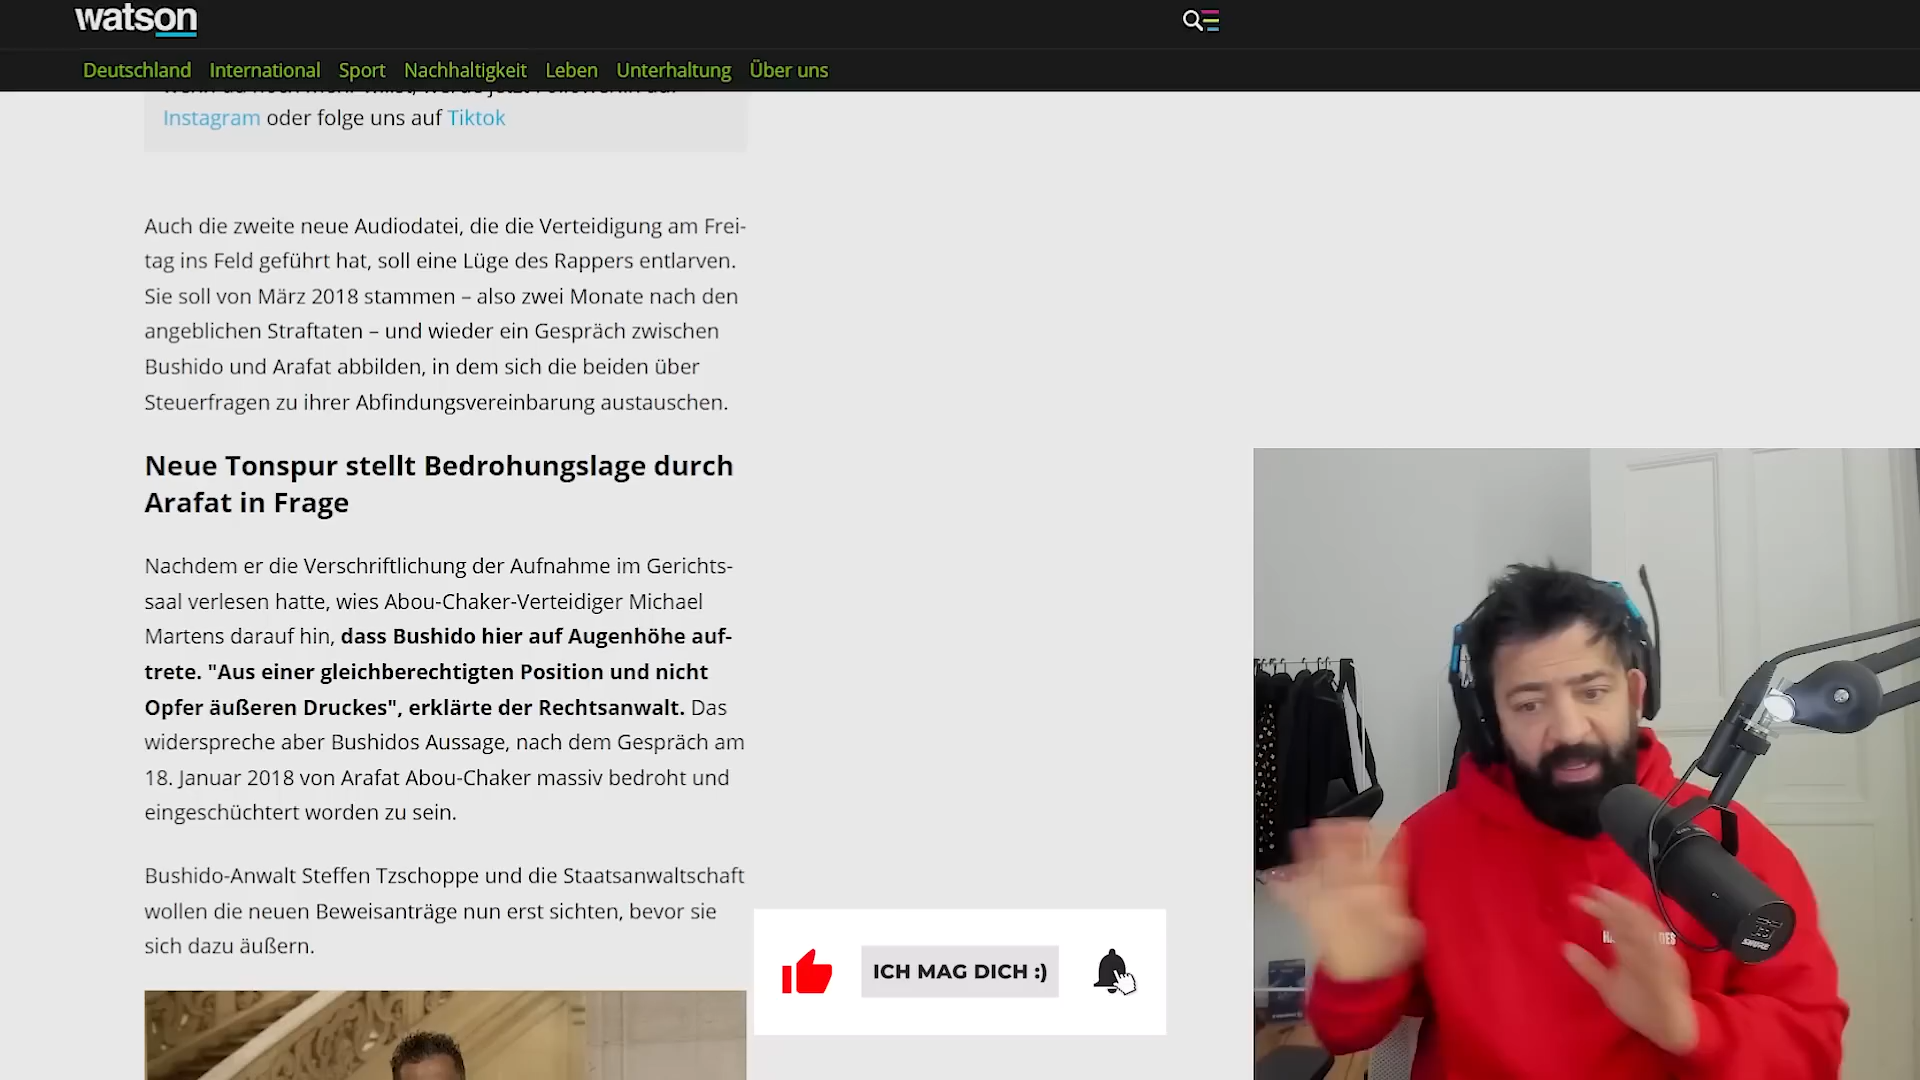 watson
Deutschland International Sport Nachhaltigkeit Leben Unterhaltung Über uns
Instagram oder folge uns auf Tiktok
Auch die zweite neue Audiodatei, die die Verteidigung am Frei-
tag ins Feld geführt hat, soll eine Lüge des Rappers entlarven.
Sie soll von März 2018 stammen – also zwei Monate nach den
angeblichen Straftaten – und wieder ein Gespräch zwischen
Bushido und Arafat abbilden, in dem sich die beiden über
Steuerfragen zu ihrer Abfindungsvereinbarung austauschen.
Neue Tonspur stellt Bedrohungslage durch
Arafat in Frage
Nachdem er die Verschriftlichung der Aufnahme im Gerichts-
saal verlesen hatte, wies Abou-Chaker-Verteidiger Michael
Martens darauf hin, dass Bushido hier auf Augenhöhe auf-
trete. "Aus einer gleichberechtigten Position und nicht
Opfer äußeren Druckes", erklärte der Rechtsanwalt. Das
widerspreche aber Bushidos Aussage, nach dem Gespräch am
18. Januar 2018 von Arafat Abou-Chaker massiv bedroht und
eingeschüchtert worden zu sein.
Bushido-Anwalt Steffen Tzschoppe und die Staatsanwaltschaft
wollen die neuen Beweisanträge nun erst sichten, bevor sie
sich dazu äußern.
ICH MAG DICH :)